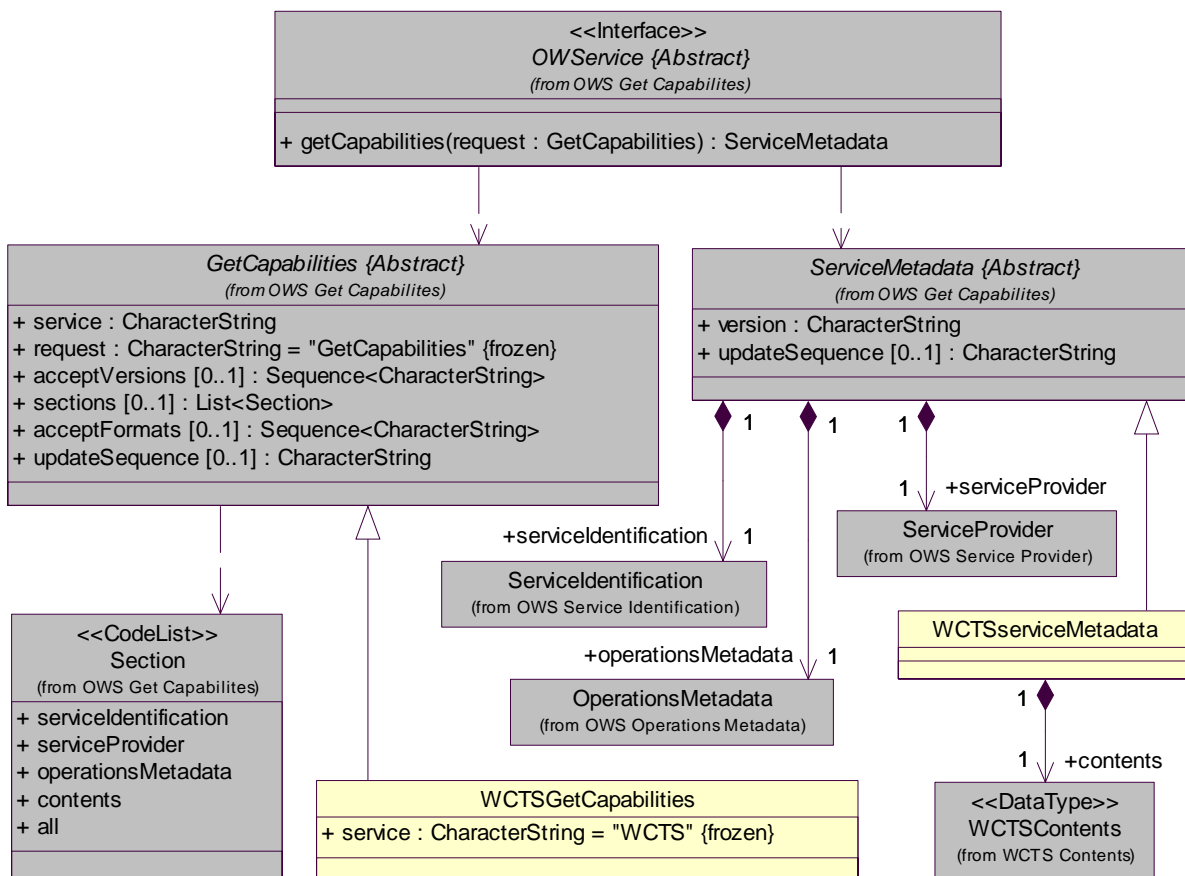 <<Interface>>
OWService {Abstract}
(from OWS Get Capabilites)
+ getCapabilities(request : GetCapabilities) : ServiceMetadata
GetCapabilities {Abstract}
(from OWS Get Capabilites)
+ service : CharacterString
+ request : CharacterString = "GetCapabilities" {frozen}
+ acceptVersions [0..1] : Sequence<CharacterString>
+ sections [0..1] : List<Section>
+ acceptFormats [0..1] : Sequence<CharacterString>
+ updateSequence [0..1] : CharacterString
ServiceMetadata {Abstract}
(from OWS Get Capabilites)
+ version : CharacterString
+ updateSequence [0..1] : CharacterString
1
1
1
1
+serviceProvider
ServiceProvider
(from OWS Service Provider)
+serviceIdentification
1
ServiceIdentification
(from OWS Service Identification)
+operationsMetadata
1
OperationsMetadata
(from OWS Operations Metadata)
WCTSserviceMetadata
1
1
+contents
<<DataType>>
WCTSContents
(from WCTS Contents)
<<CodeList>>
Section
(from OWS Get Capabilites)
+ serviceIdentification
+ serviceProvider
+ operationsMetadata
+ contents
+ all
WCTSGetCapabilities
+ service : CharacterString = "WCTS" {frozen}